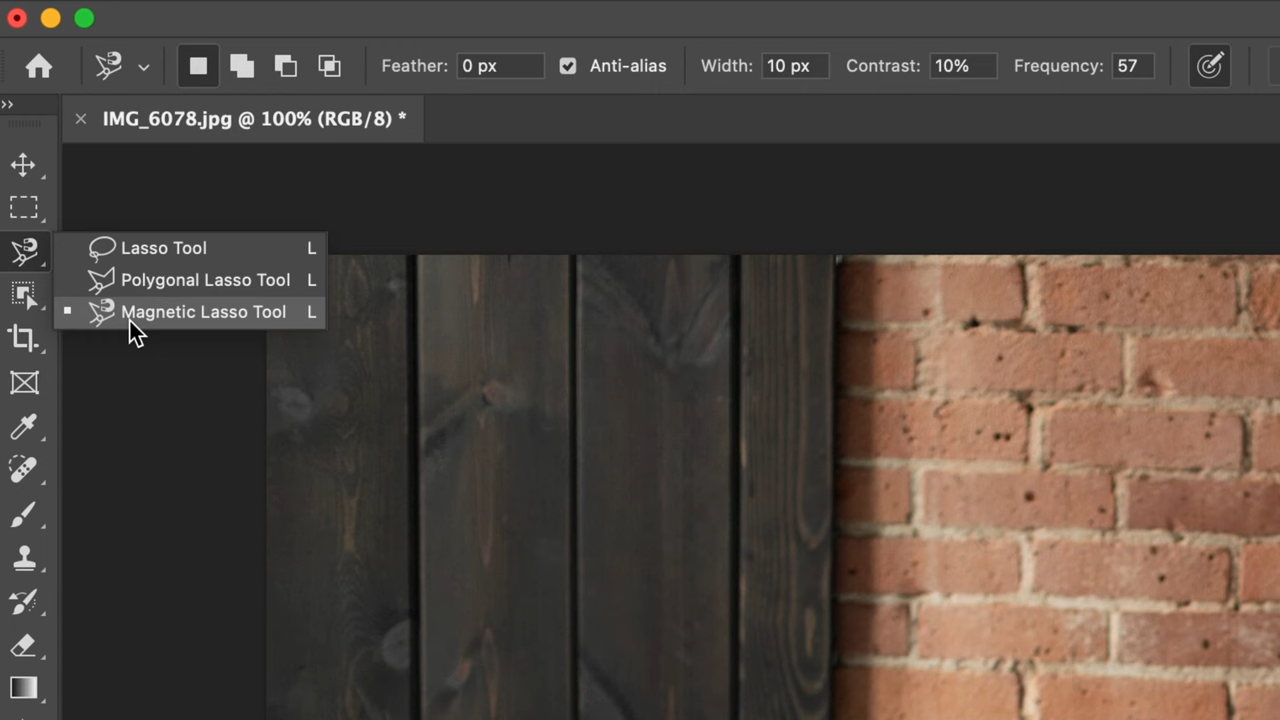 Feather: 0 px Anti-alias Width: 10 px Contrast: 10% Frequency: 57
IMG_6078.jpg @ 100% (RGB/8) *
Lasso Tool L
Polygonal Lasso Tool L
Magnetic Lasso Tool L